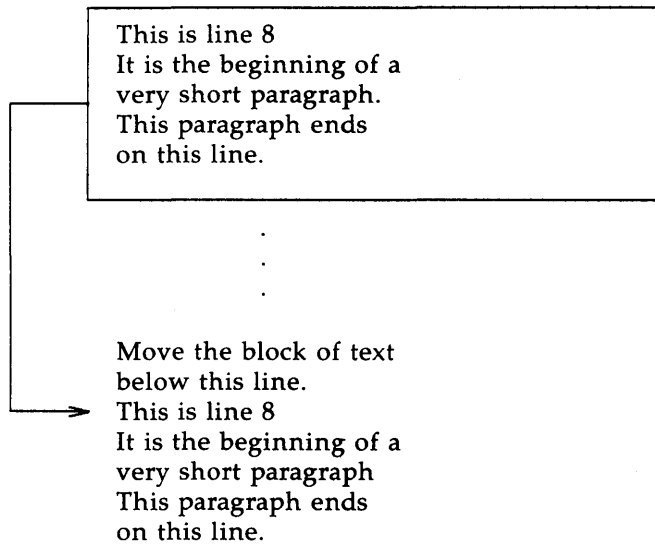 This is line 8
It is the beginning of a
very short paragraph.
This paragraph ends
on this line.
.
.
.
Move the block of text
below this line.
This is line 8
It is the beginning of a
very short paragraph
This paragraph ends
on this line.